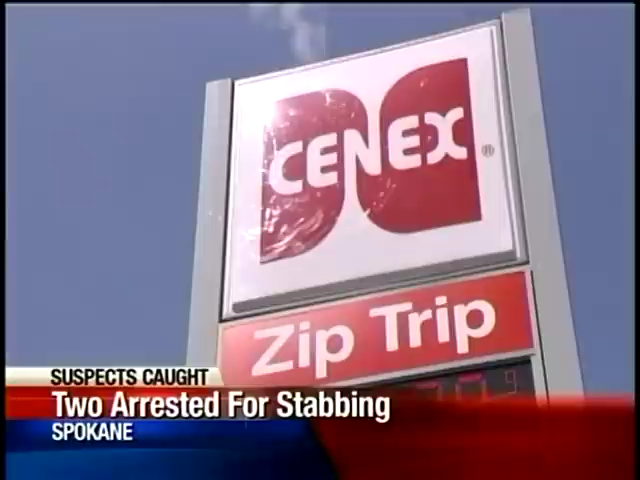 CENEX®
Zip Trip
SUSPECTS CAUGHT
Two Arrested For Stabbing
SPOKANE